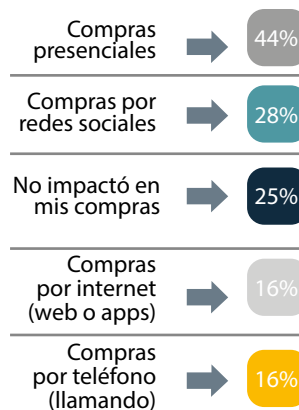 Compras
presenciales
44%
Compras por
redes sociales
28%
No impactó en
mis compras
25%
Compras
por internet
(web o apps)
16%
Compras
por teléfono
(llamando)
16%